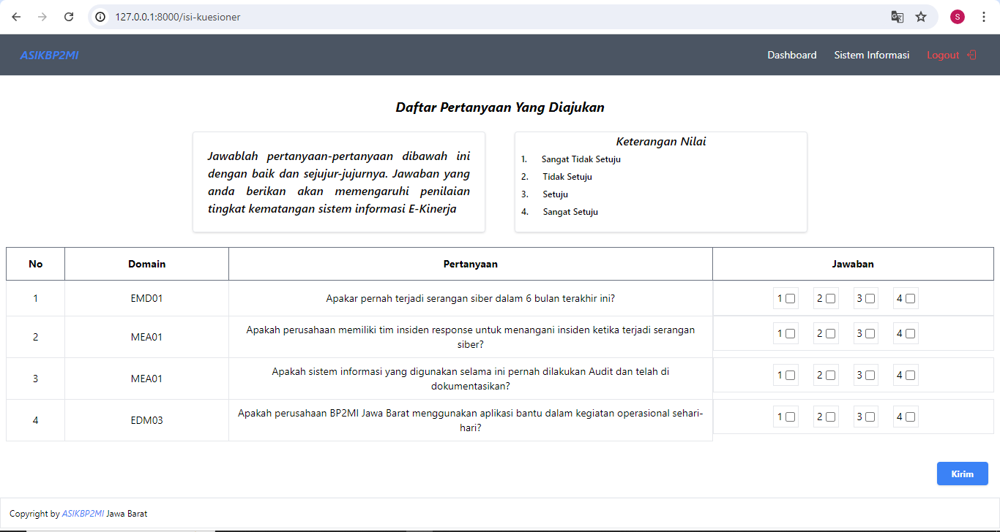 127.0.0.1:8000/isi-kuesioner
S
ASIKBP2MI
Dashboard Sistem Informasi Logout
Daftar Pertanyaan Yang Diajukan
Jawablah pertanyaan-pertanyaan dibawah ini
dengan baik dan sejujur-jujurnya. Jawaban yang
anda berikan akan memengaruhi penilaian
tingkat kematangan sistem informasi E-Kinerja
Keterangan Nilai
1. Sangat Tidak Setuju
2. Tidak Setuju
3. Setuju
4. Sangat Setuju
No Domain Pertanyaan Jawaban
1 EMD01 Apakar pernah terjadi serangan siber dalam 6 bulan terakhir ini? 1 2 3 4
2 MEA01 Apakah perusahaan memiliki tim insiden response untuk menangani insiden ketika terjadi serangan
siber? 1 2 3 4
3 MEA01 Apakah sistem informasi yang digunakan selama ini pernah dilakukan Audit dan telah di
dokumentasikan? 1 2 3 4
4 EDM03 Apakah perusahaan BP2MI Jawa Barat menggunakan aplikasi bantu dalam kegiatan operasional sehari-
hari? 1 2 3 4
Kirim
Copyright by ASIKBP2MI Jawa Barat